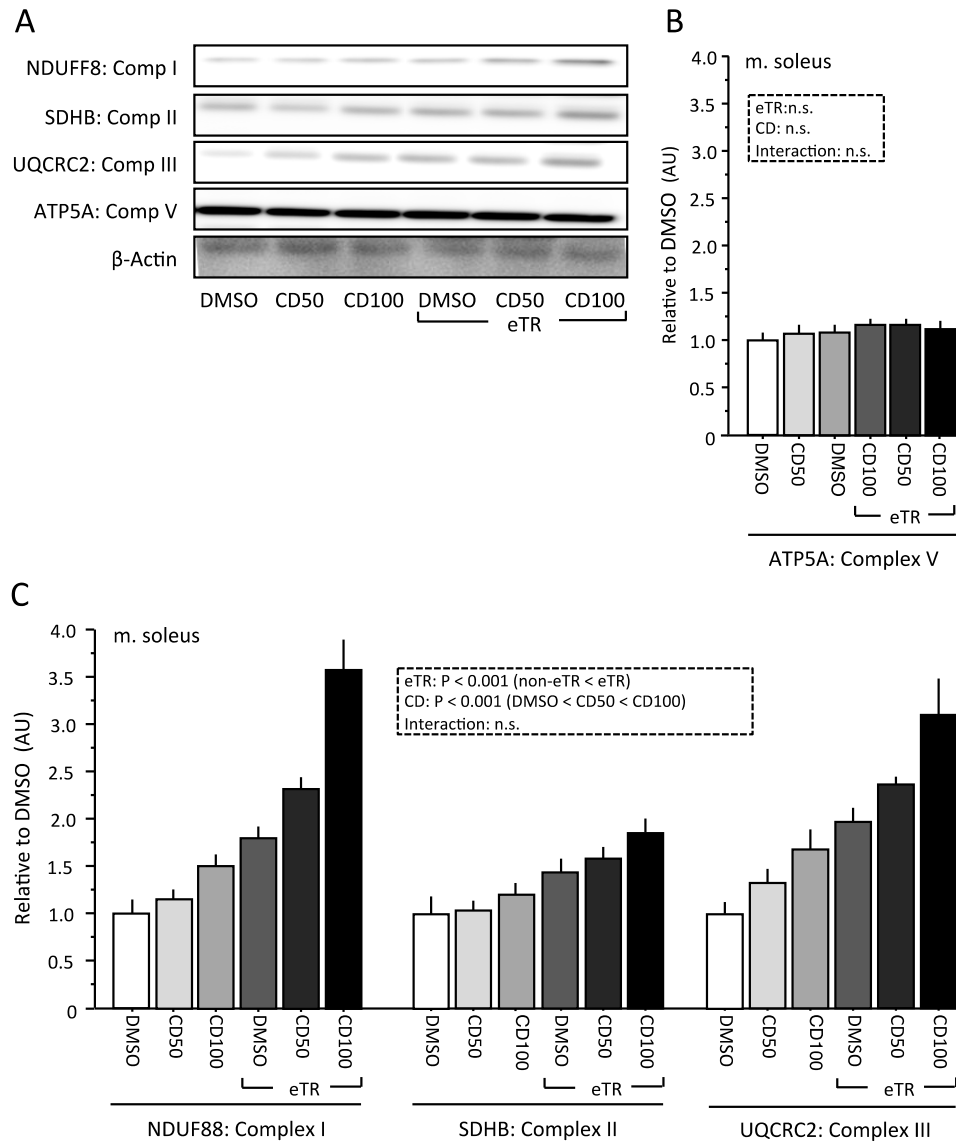 A
NDUFF8: Comp I
SDHB: Comp II
UQCRC2: Comp III
ATP5A: Comp V
β-Actin
DMSO CD50 CD100 DMSO CD50 CD100
eTR
B
m. soleus
eTR:n.s.
CD: n.s.
Interaction: n.s.
Relative to DMSO (AU)
4.0
3.5
3.0
2.5
2.0
1.5
1.0
0.5
0
DMSO CD50 DMSO CD100 CD50 CD100
eTR
ATP5A: Complex V
C
m. soleus
eTR: P < 0.001 (non-eTR < eTR)
CD: P < 0.001 (DMSO < CD50 < CD100)
Interaction: n.s.
Relative to DMSO (AU)
4.0
3.5
3.0
2.5
2.0
1.5
1.0
0.5
0
DMSO CD50 CD100 DMSO CD50 CD100 DMSO CD50 CD100 DMSO CD50 CD100 DMSO CD50 CD100 DMSO CD50 CD100
eTR eTR eTR
NDUF88: Complex I SDHB: Complex II UQCRC2: Complex III